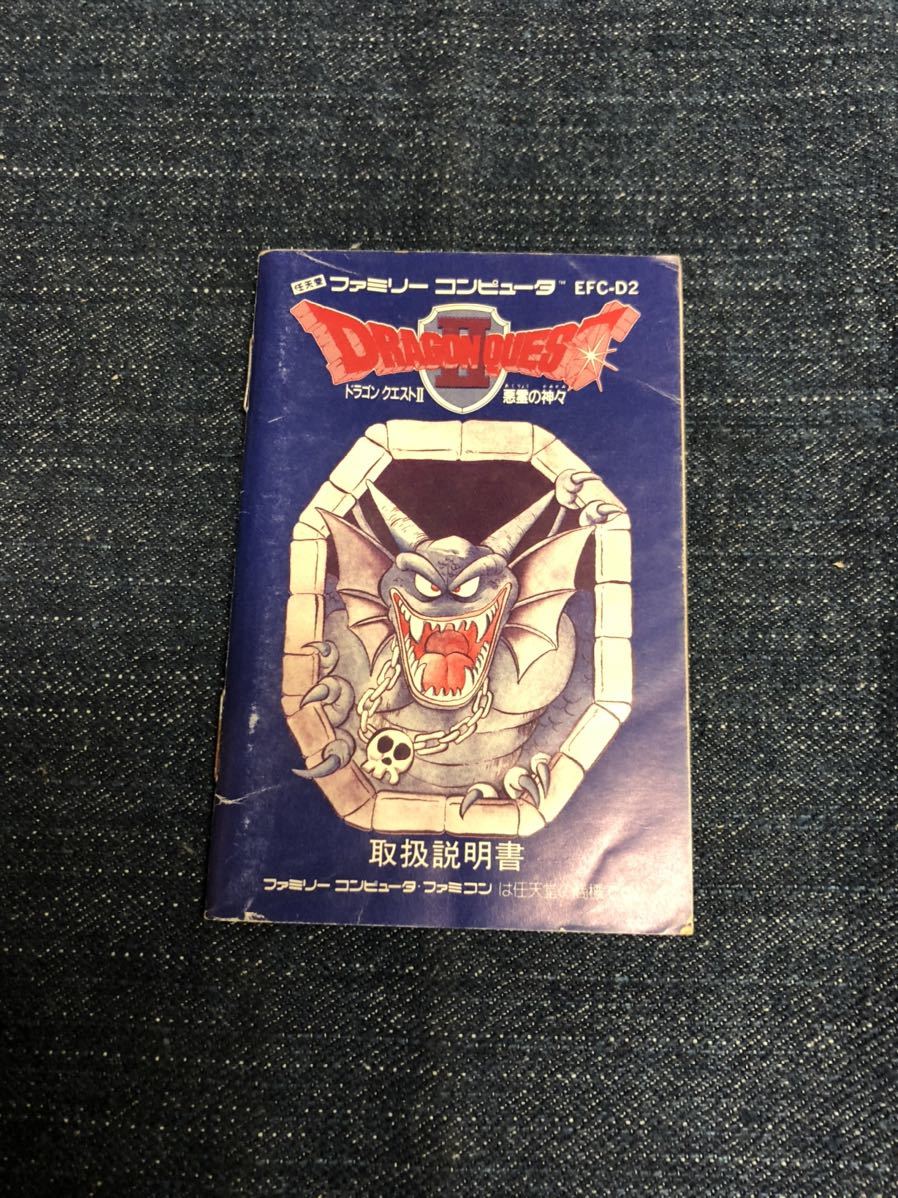 任天堂 ファミリー コンピュータ™ EFC-D2
DRAGON QUEST
II
ドラゴン クエストII
あくりょう かみがみ
悪霊の神々
取扱説明書
ファミリー コンピュータ・ファミコン は任天堂の